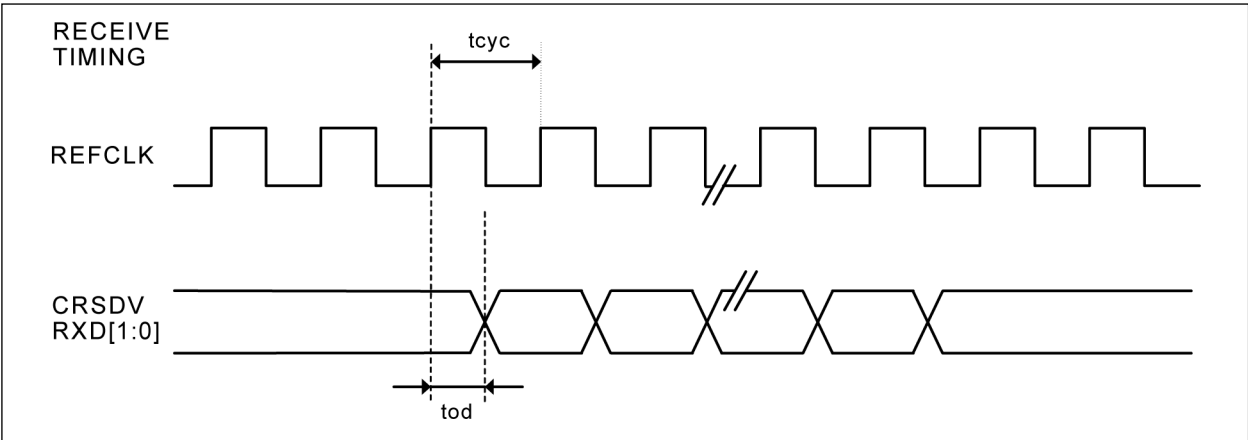 RECEIVE
TIMING
tcyc
REFCLK
CRSDV
RXD[1:0]
tod